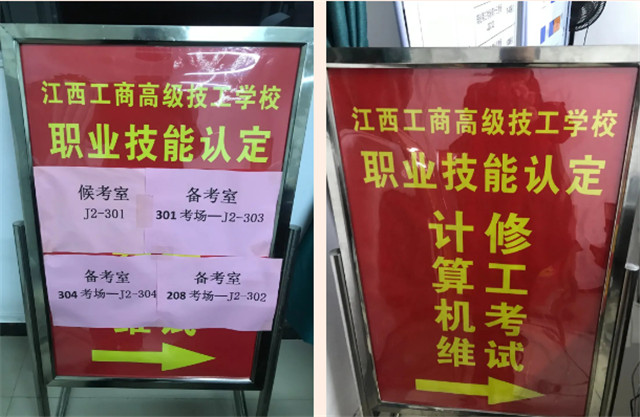 江西工商高级技工学校
职业技能认定
候考室
J2-301
备考室
301考场—J2-303
备考室
304考场—J2-304
备考室
208考场—J2-302
维试
江西工商高级技工学校
职业技能认定
计算机维
修工考试